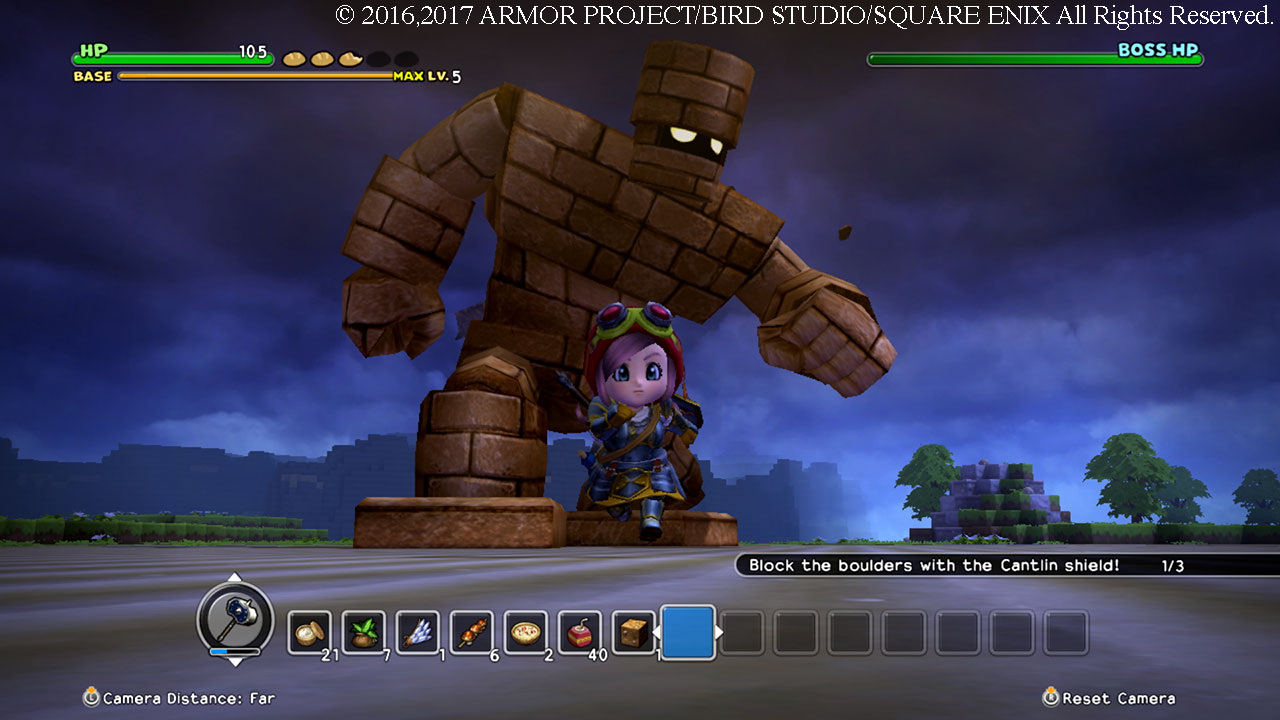 © 2016,2017 ARMOR PROJECT/BIRD STUDIO/SQUARE ENIX All Rights Reserved.
HP 105
BOSS HP
BASE MAX LV. 5
Block the boulders with the Cantlin shield! 1/3
21 7 1 6 2 40 1
L Camera Distance: Far
R Reset Camera